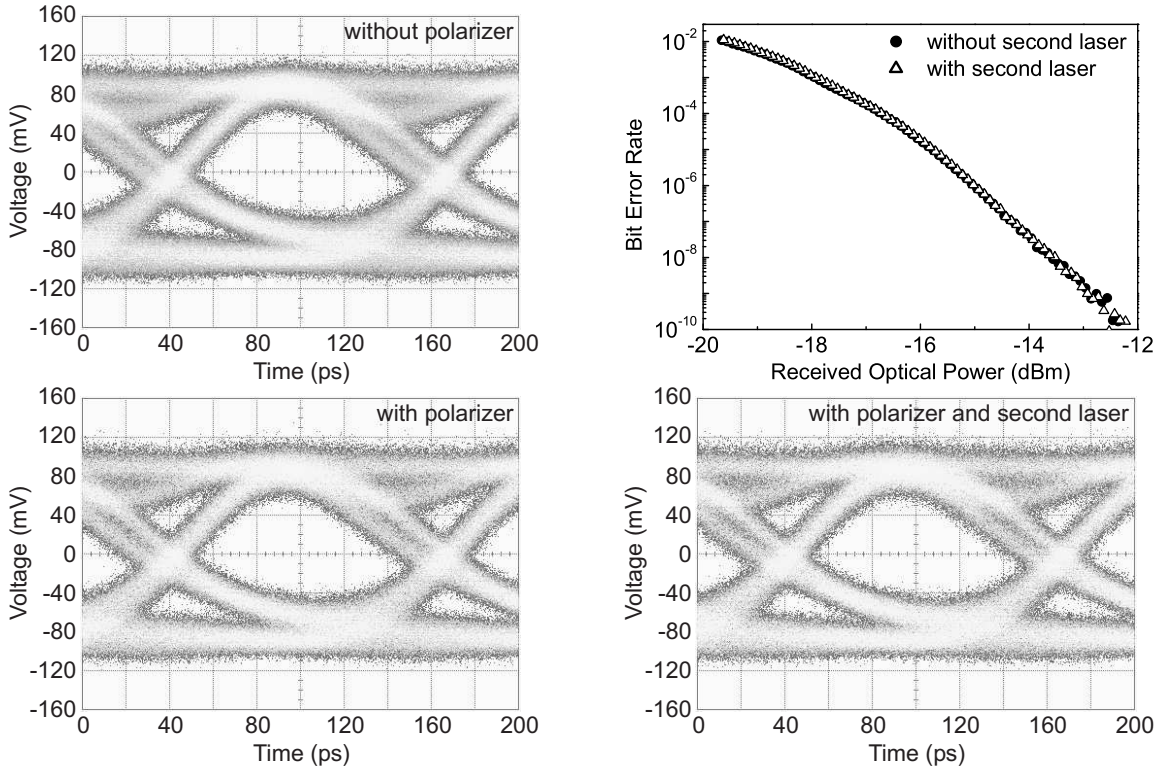 without polarizer
160
120
80
40
0
-40
-80
-120
-160
Voltage (mV)
0 40 80 120 160 200
Time (ps)
without second laser
with second laser
10-2
10-4
10-6
10-8
10-10
Bit Error Rate
-20 -18 -16 -14 -12
Received Optical Power (dBm)
with polarizer
160
120
80
40
0
-40
-80
-120
-160
Voltage (mV)
0 40 80 120 160 200
Time (ps)
with polarizer and second laser
160
120
80
40
0
-40
-80
-120
-160
Voltage (mV)
0 40 80 120 160 200
Time (ps)